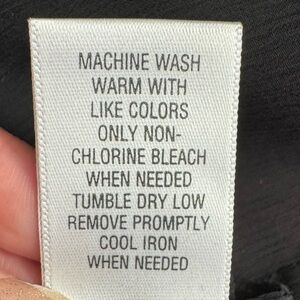 MACHINE WASH
WARM WITH
LIKE COLORS
ONLY NON-
CHLORINE BLEACH
WHEN NEEDED
TUMBLE DRY LOW
REMOVE PROMPTLY
COOL IRON
WHEN NEEDED